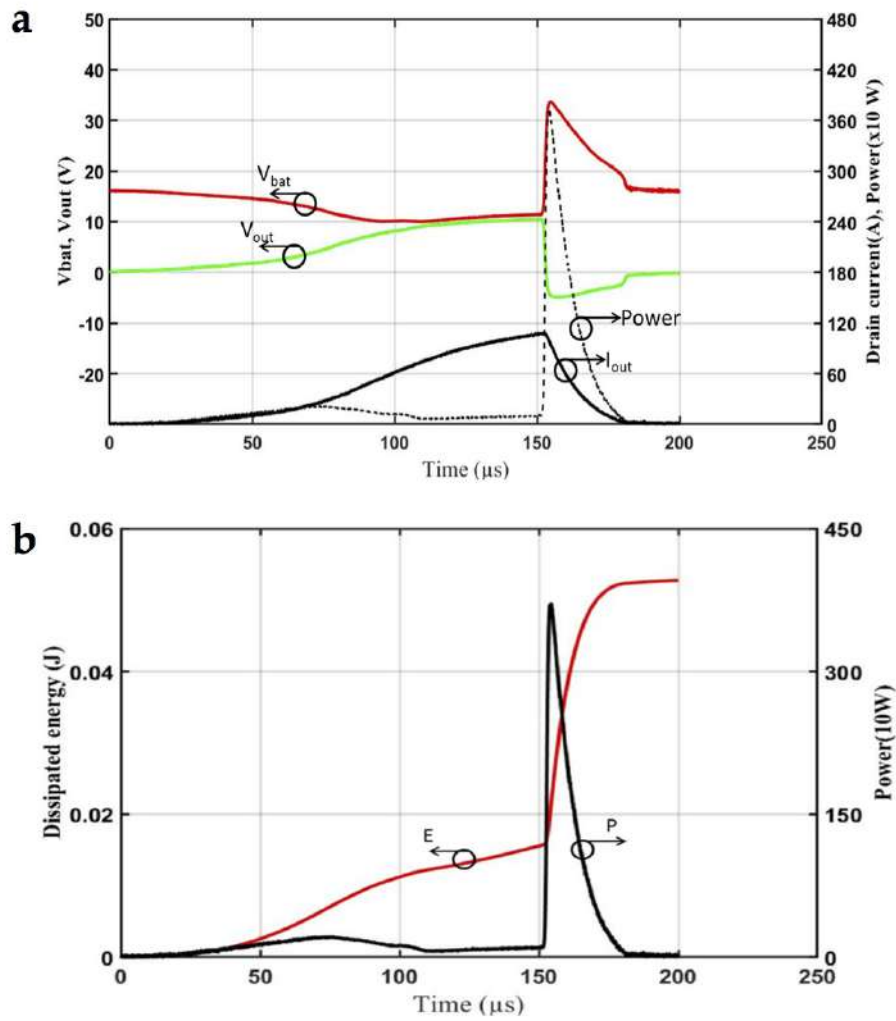 a
50
40
30
20
10
0
-10
-20
Vbat, Vout (V)
480
420
360
300
240
180
120
60
0
Drain current(A), Power(x10 W)
V_bat
V_out
Power
I_out
0
50
100
150
200
250
Time (μs)
b
0.06
0.04
0.02
0
Dissipated energy (J)
450
300
150
0
Power(10W)
E
P
0
50
100
150
200
250
Time (μs)